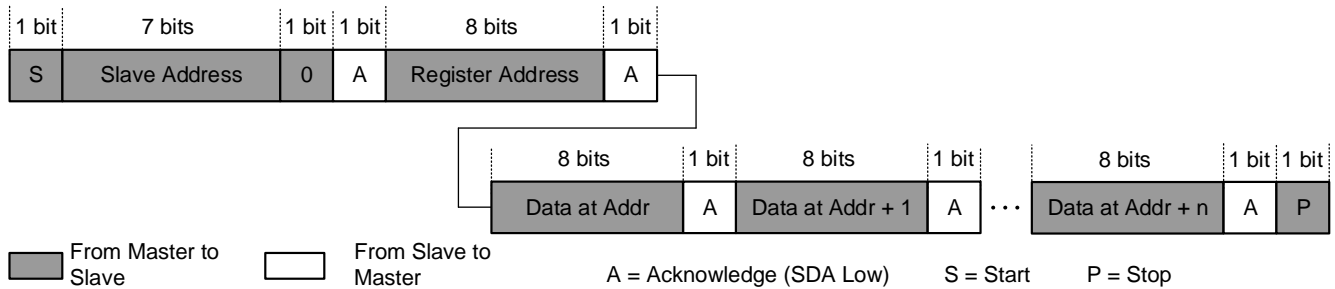 1 bit 7 bits 1 bit 1 bit 8 bits 1 bit
S Slave Address 0 A Register Address A
8 bits 1 bit 8 bits 1 bit 8 bits 1 bit 1 bit
Data at Addr A Data at Addr + 1 A ··· Data at Addr + n A P
From Master to
Slave
From Slave to
Master
A = Acknowledge (SDA Low) S = Start P = Stop